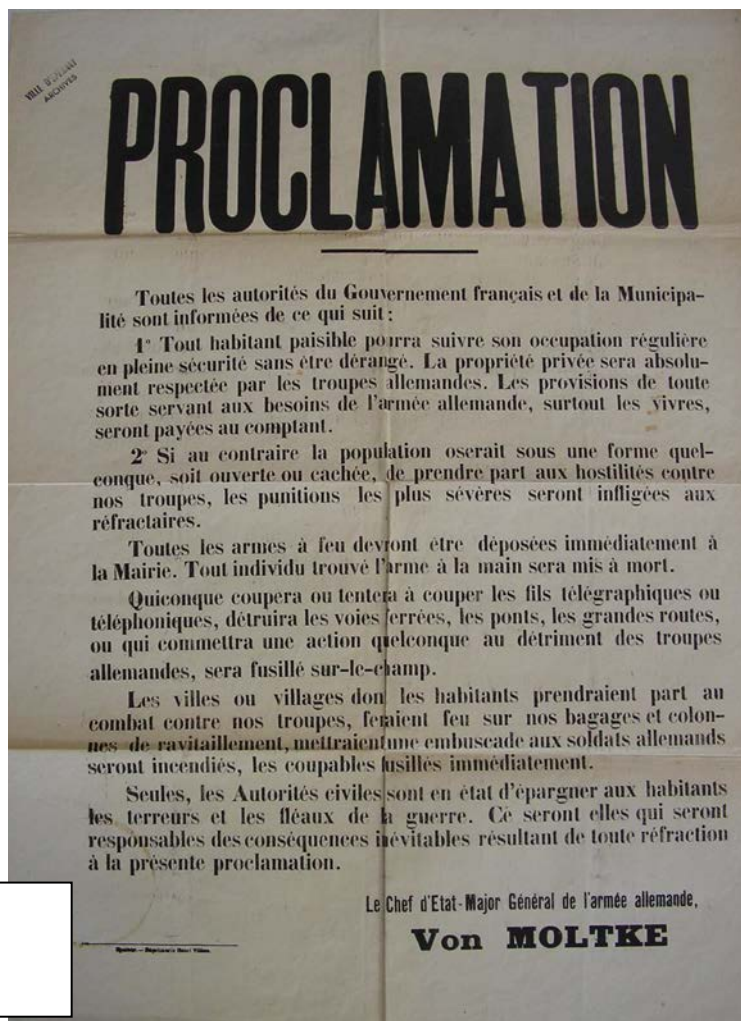 VILLE D'EPERNAY
ARCHIVES
PROCLAMATION
Toutes les autorités du Gouvernement français et de la Municipa-
lité sont informées de ce qui suit :
1° Tout habitant paisible pourra suivre son occupation régulière
en pleine sécurité sans être dérangé. La propriété privée sera absolu-
ment respectée par les troupes allemandes. Les provisions de toute
sorte servant aux besoins de l'armée allemande, surtout les vivres,
seront payées au comptant.
2° Si au contraire la population oserait sous une forme quel-
conque, soit ouverte ou cachée, de prendre part aux hostilités contre
nos troupes, les punitions les plus sévères seront infligées aux
réfractaires.
Toutes les armes à feu devront être déposées immédiatement à
la Mairie. Tout individu trouvé l'arme à la main sera mis à mort.
Quiconque coupera ou tentera à couper les fils télégraphiques ou
téléphoniques, détruira les voies ferrées, les ponts, les grandes routes,
ou qui commettra une action quelconque au détriment des troupes
allemandes, sera fusillé sur-le-champ.
Les villes ou villages dont les habitants prendraient part au
combat contre nos troupes, feraient feu sur nos bagages et colon-
nes de ravitaillement, mettraient une embuscade aux soldats allemands
seront incendiés, les coupables fusillés immédiatement.
Seules, les Autorités civiles sont en état d'épargner aux habitants
les terreurs et les fléaux de la guerre. Ce seront elles qui seront
responsables des conséquences inévitables résultant de toute réfraction
à la présente proclamation.
Le Chef d'Etat-Major Général de l'armée allemande,
Von MOLTKE
Epernay. — Imprimerie Henri Villers.